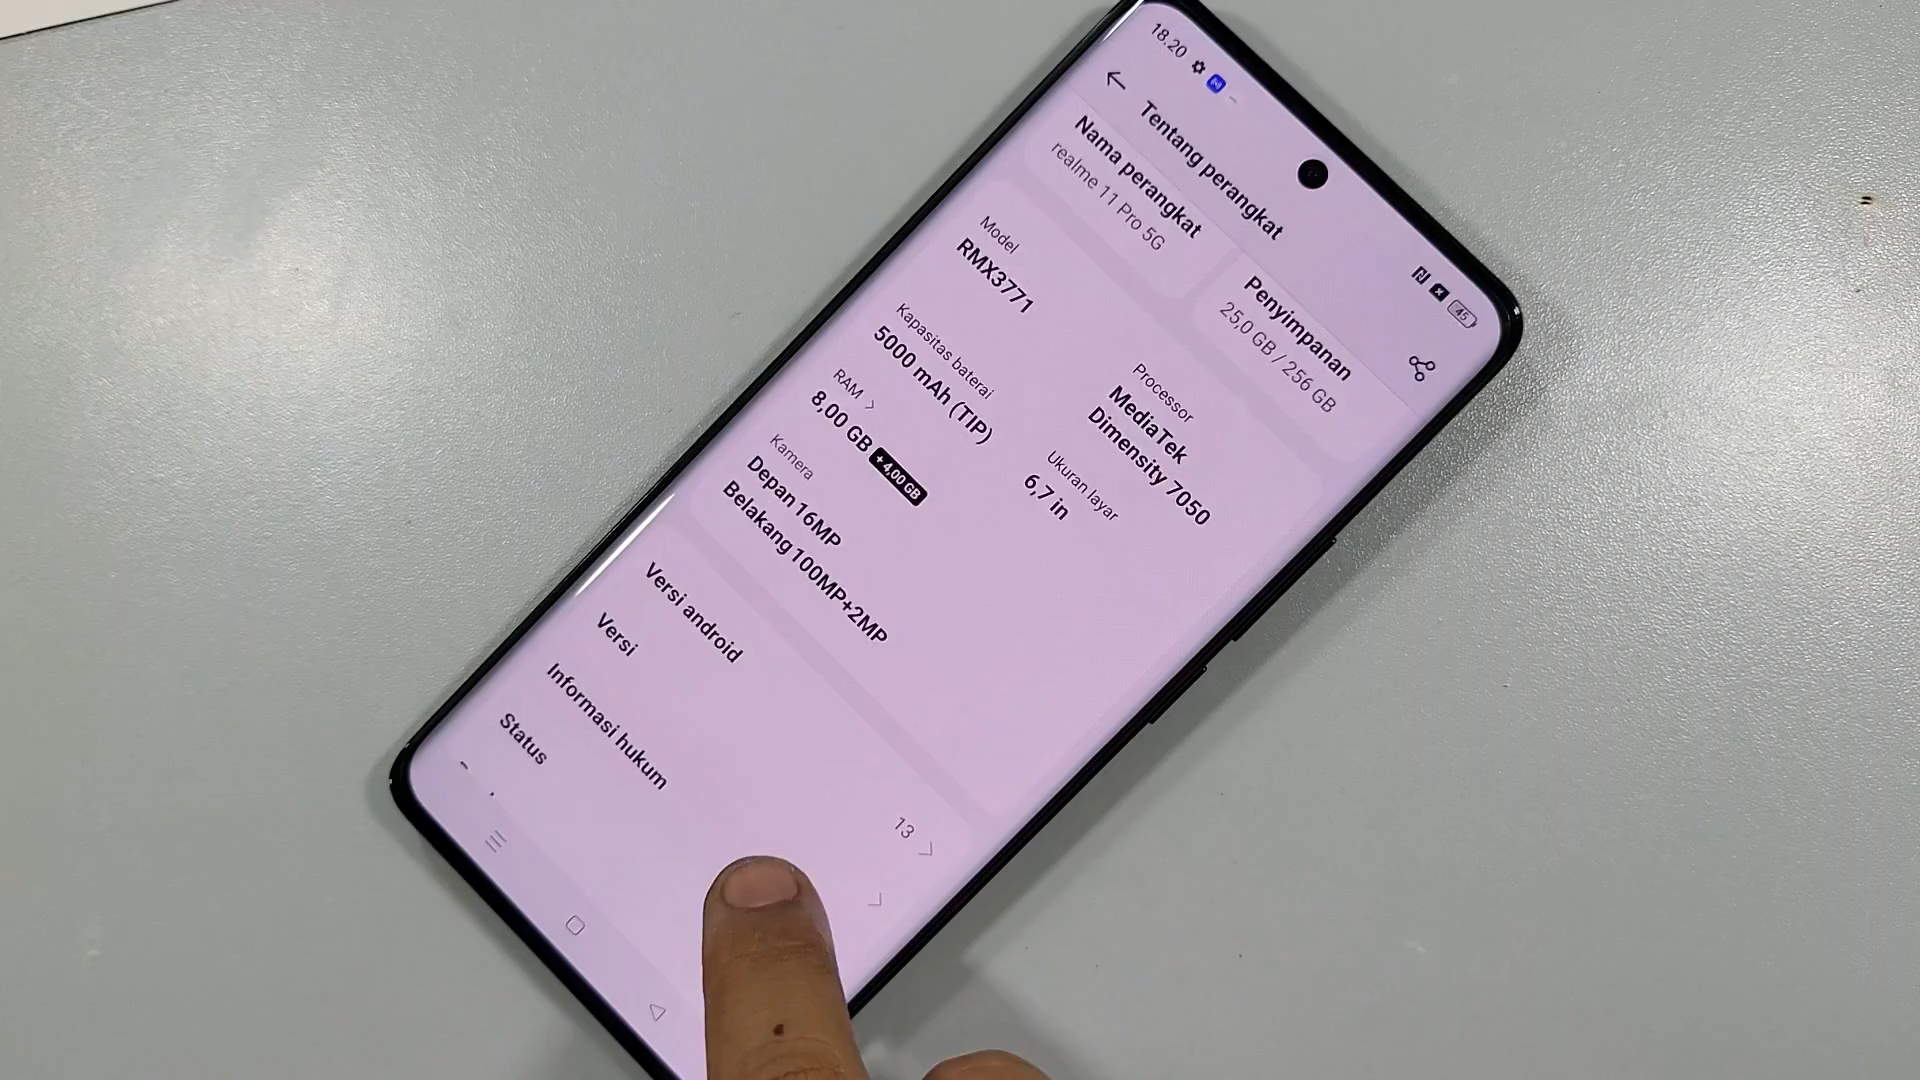 18.20
45
Tentang perangkat
Nama perangkat
realme 11 Pro 5G
Penyimpanan
25,0 GB / 256 GB
Model
RMX3771
Processor
MediaTek
Dimensity 7050
Kapasitas baterai
5000 mAh (TIP)
Ukuran layar
6,7 in
RAM
8,00 GB +4,00 GB
Kamera
Depan 16MP
Belakang 100MP+2MP
Versi android
13
Versi
Informasi hukum
Status